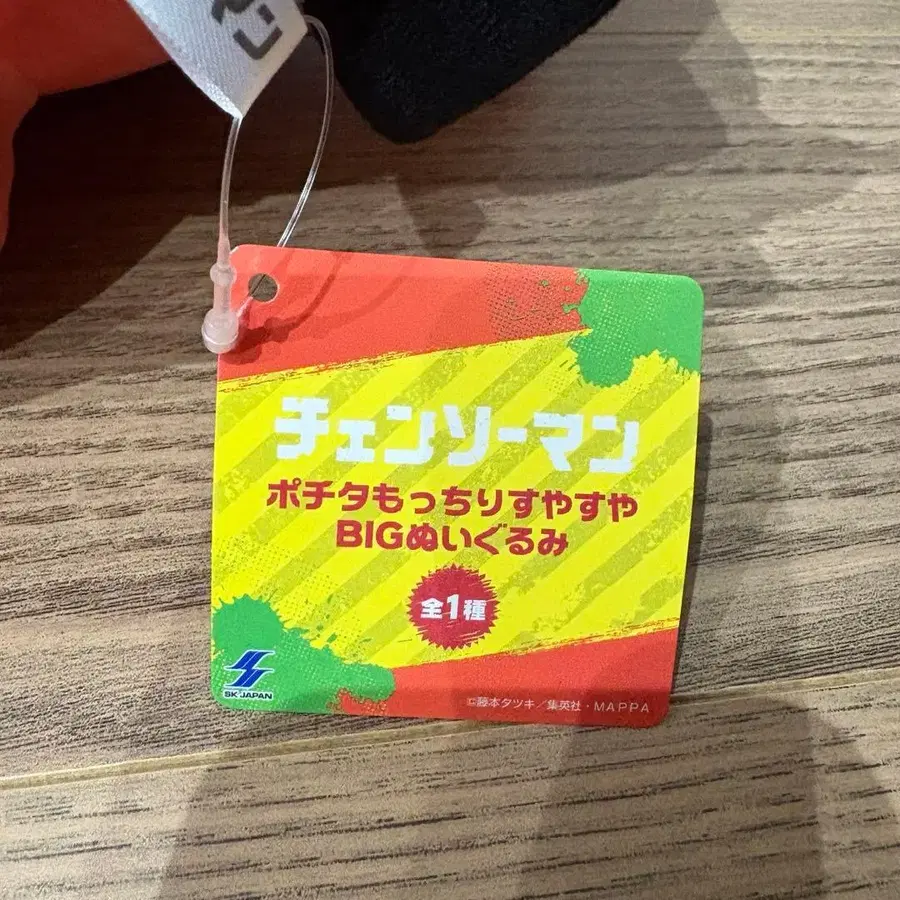 チェンソーマン
ポチタもっちりすやすや
BIGぬいぐるみ
全1種
SK JAPAN
©藤本タツキ／集英社・MAPPA